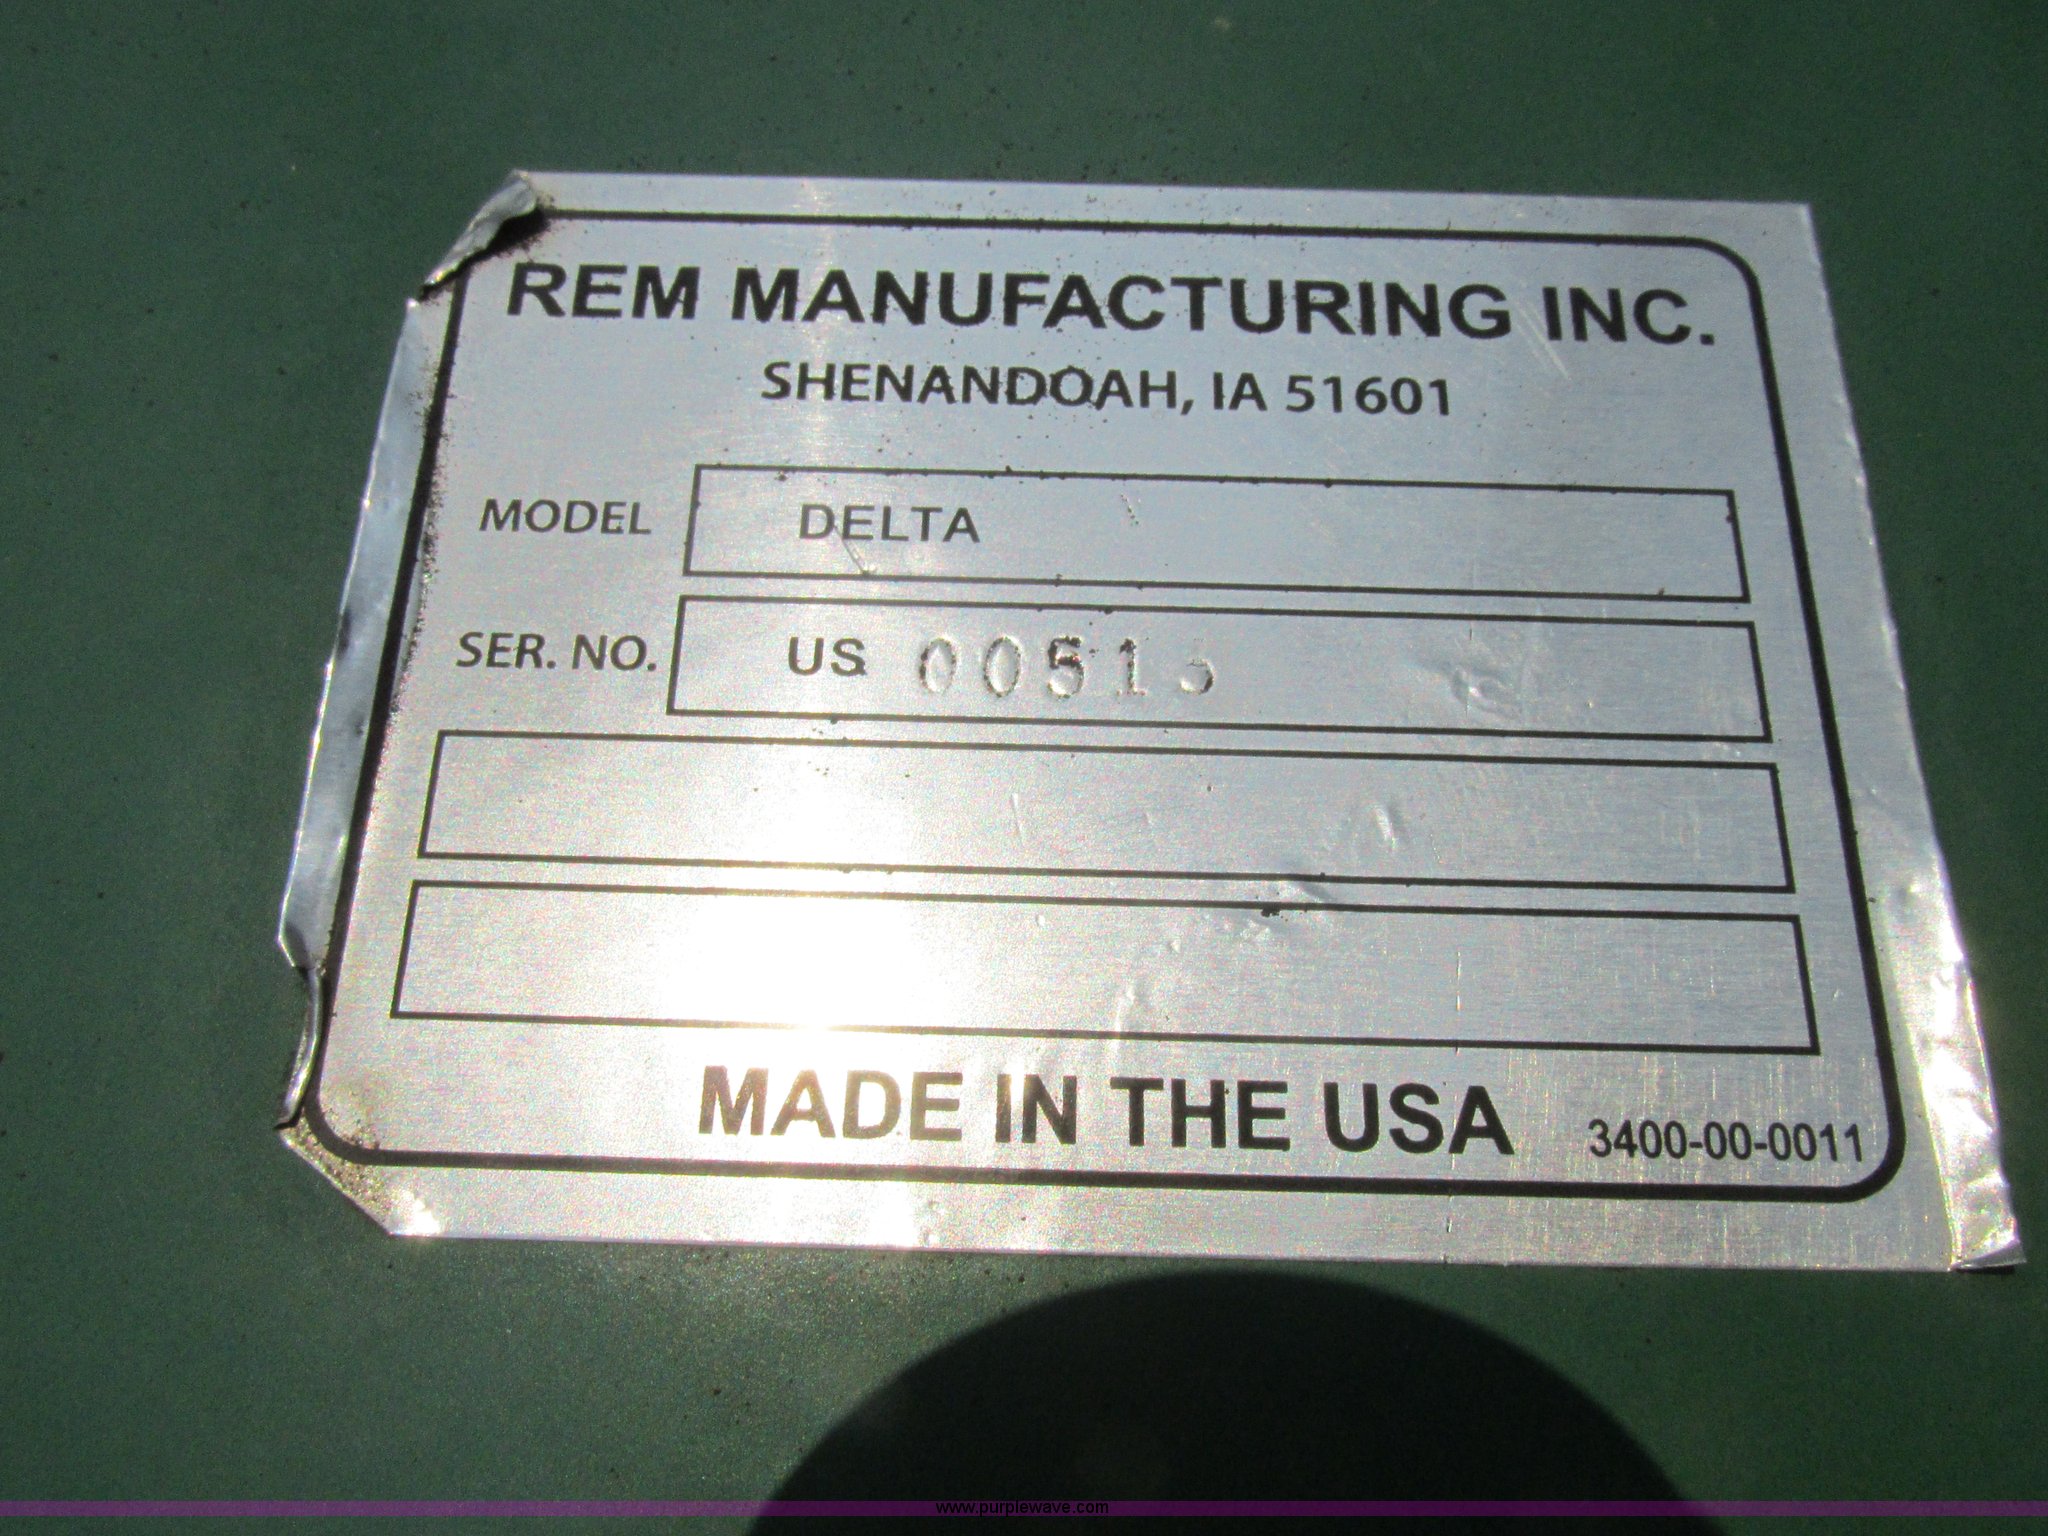 REM MANUFACTURING INC.
SHENANDOAH, IA 51601
MODEL DELTA
SER. NO. US
MADE IN THE USA
3400-00-0011
www.purplewave.com